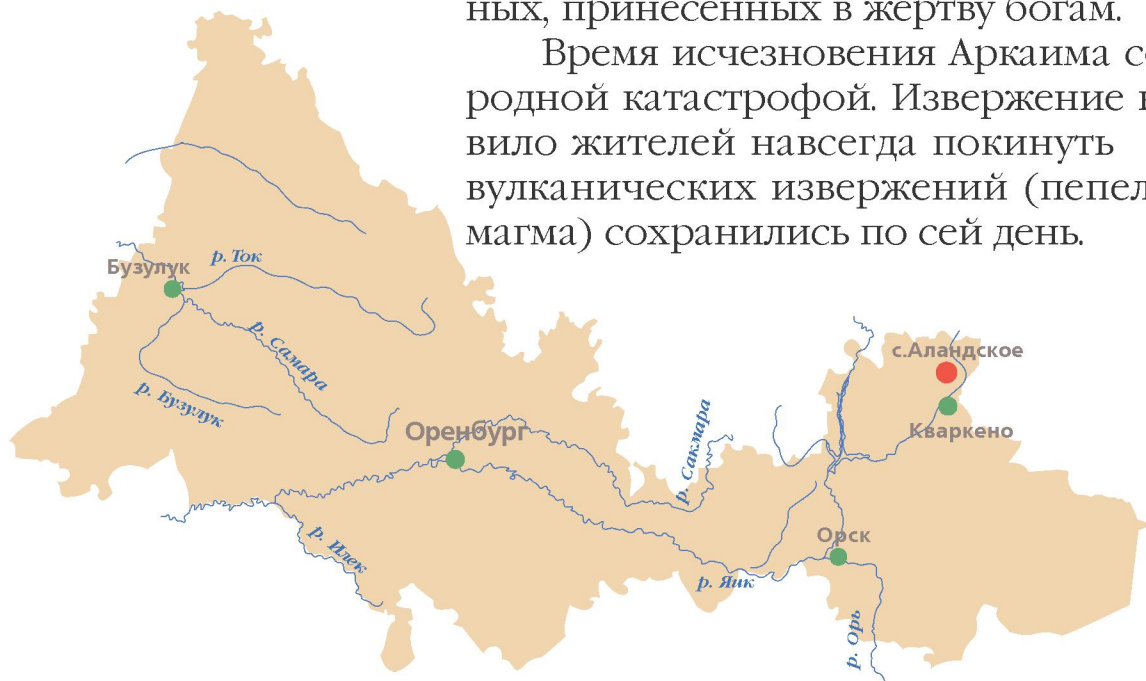 ных, принесенных в жертву богам.
Время исчезновения Аркаима со
родной катастрофой. Извержение в
вило жителей навсегда покинуть
вулканических извержений (пепел
магма) сохранились по сей день.
Бузулук
р. Ток
р. Самара
р. Бузулук
Оренбург
р. Сакмара
с.Аландское
Кваркено
р. Илек
Орск
р. Яик
р. Орь